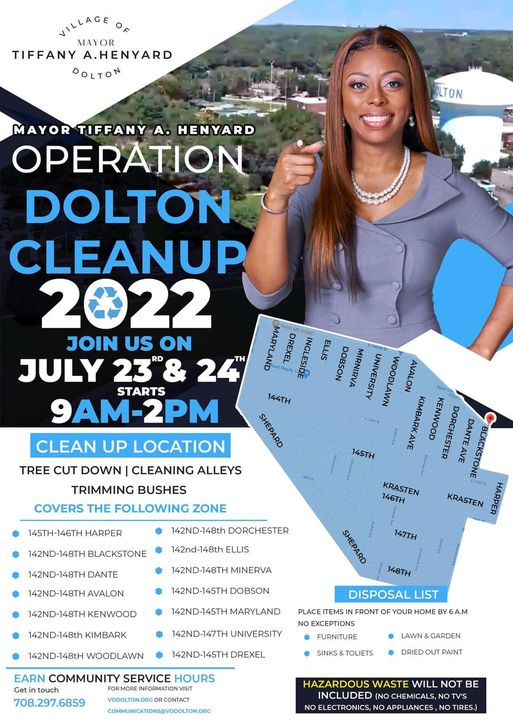 VILLAGE OF
MAYOR
TIFFANY A.HENYARD
DOLTON
OLTON
MAYOR TIFFANY A. HENYARD
OPERATION
DOLTON
CLEANUP
2022
JOIN US ON
JULY 23RD & 24TH
STARTS
9AM-2PM
CLEAN UP LOCATION
TREE CUT DOWN | CLEANING ALLEYS
TRIMMING BUSHES
COVERS THE FOLLOWING ZONE
145TH-146TH HARPER
142ND-148TH BLACKSTONE
142ND-148TH DANTE
142ND-148TH AVALON
142ND-148TH KENWOOD
142ND-148th KIMBARK
142ND-148th WOODLAWN
142ND-148th DORCHESTER
142nd-148th ELLIS
142ND-148TH MINERVA
142ND-145TH DOBSON
142ND-145TH MARYLAND
142ND-147TH UNIVERSITY
142ND-145TH DREXEL
EARN COMMUNITY SERVICE HOURS
Get in touch
708.297.6859
FOR MORE INFORMATION VISIT
VODOLTON.ORG OR CONTACT
COMMUNICATIONS@VODOLTON.ORG
MARYLAND
DREXEL
INGLESIDE
ELLIS
DOBSON
MIRNIRVA
UNIVERSITY
WOODLAWN
AVALON
KIMBARK AVE
KENWOOD
DORCHESTER
DANTE AVE
BLACKSTONE
HARPER
144TH
SHEPARD
145TH
KRASTEN
146TH
KRASTEN
147TH
SHEPARD
148TH
DISPOSAL LIST
PLACE ITEMS IN FRONT OF YOUR HOME BY 6 A.M
NO EXCEPTIONS
FURNITURE
LAWN & GARDEN
SINKS & TOLIETS
DRIED OUT PAINT
HAZARDOUS WASTE WILL NOT BE
INCLUDED (NO CHEMICALS, NO TV'S
NO ELECTRONICS, NO APPLIANCES , NO TIRES.)